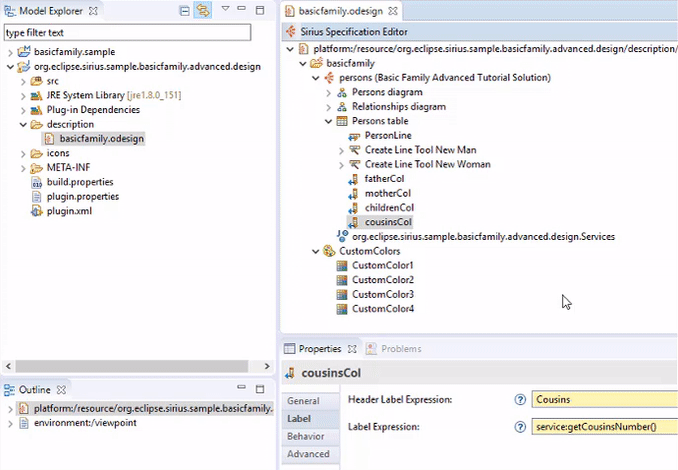 Model Explorer
type filter text
basicfamily.sample
org.eclipse.sirius.sample.basicfamily.advanced.design
src
JRE System Library [jre1.8.0_151]
Plug-in Dependencies
description
basicfamily.odesign
icons
META-INF
build.properties
plugin.properties
plugin.xml
Outline
platform:/resource/org.eclipse.sirius.sample.basicfamily.
environment:/viewpoint
basicfamily.odesign
Sirius Specification Editor
platform:/resource/org.eclipse.sirius.sample.basicfamily.advanced.design/description/
basicfamily
persons (Basic Family Advanced Tutorial Solution)
Persons diagram
Relationships diagram
Persons table
PersonLine
Create Line Tool New Man
Create Line Tool New Woman
fatherCol
motherCol
childrenCol
cousinsCol
org.eclipse.sirius.sample.basicfamily.advanced.design.Services
CustomColors
CustomColor1
CustomColor2
CustomColor3
CustomColor4
Properties
Problems
cousinsCol
General
Label
Behavior
Advanced
Header Label Expression:
Cousins
Label Expression:
service:getCousinsNumber()